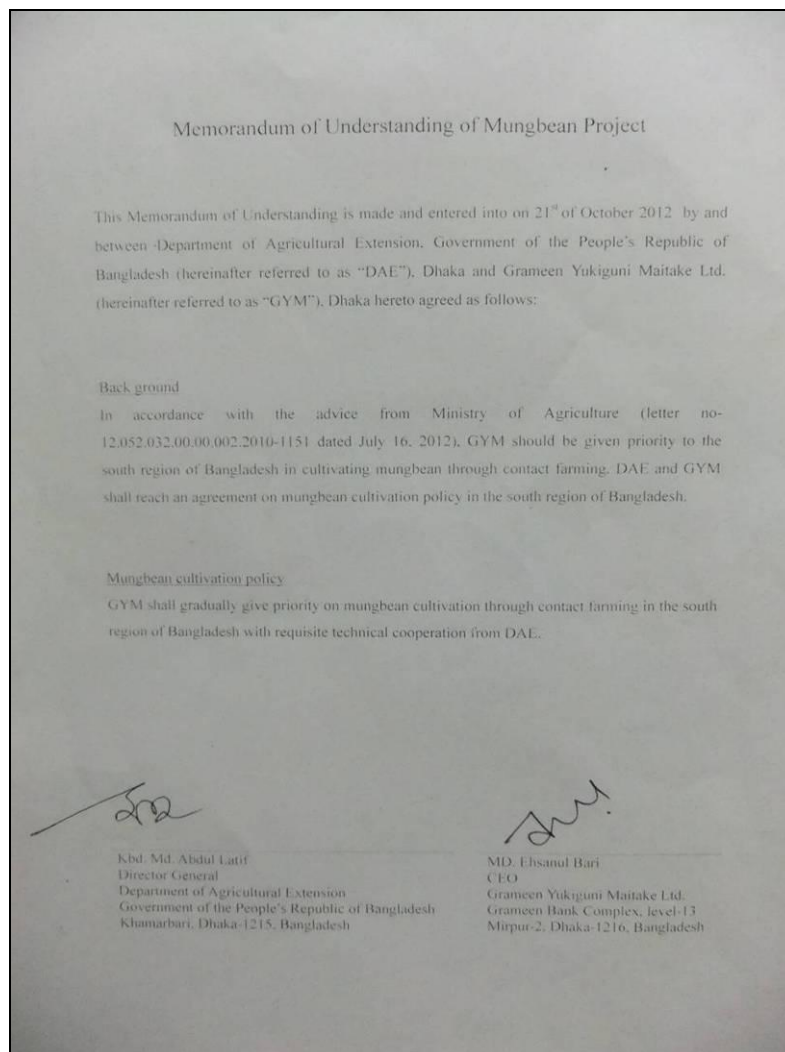 Memorandum of Understanding of Mungbean Project
This Memorandum of Understanding is made and entered into on 21st of October 2012 by and
between Department of Agricultural Extension, Government of the People's Republic of
Bangladesh (hereinafter referred to as “DAE”), Dhaka and Grameen Yukiguni Maitake Ltd.
(hereinafter referred to as “GYM”), Dhaka hereto agreed as follows:
Back ground
In accordance with the advice from Ministry of Agriculture (letter no-
12.052.032.00.00.002.2010-1151 dated July 16, 2012), GYM should be given priority to the
south region of Bangladesh in cultivating mungbean through contact farming. DAE and GYM
shall reach an agreement on mungbean cultivation policy in the south region of Bangladesh.
Mungbean cultivation policy
GYM shall gradually give priority on mungbean cultivation through contact farming in the south
region of Bangladesh with requisite technical cooperation from DAE.
Kbd. Md. Abdul Latif
Director General
Department of Agricultural Extension
Government of the People's Republic of Bangladesh
Khamarbari, Dhaka-1215, Bangladesh
MD. Ehsanul Bari
CEO
Grameen Yukiguni Maitake Ltd.
Grameen Bank Complex, level-13
Mirpur-2, Dhaka-1216, Bangladesh